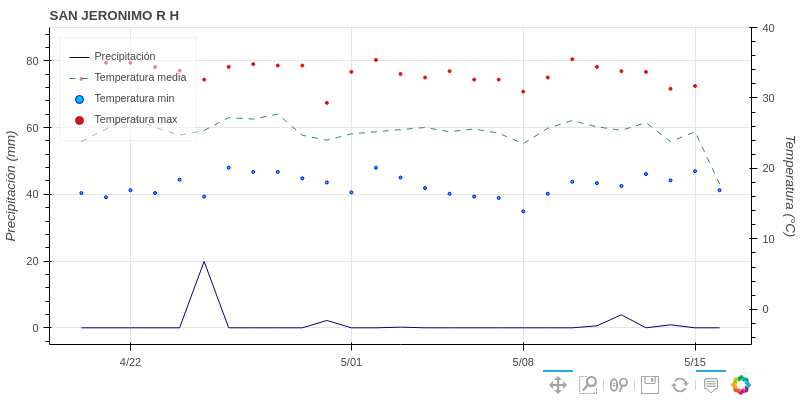 SAN JERONIMO R H
Precipitación
Temperatura media
Temperatura min
Temperatura max
Precipitación (mm)
80
60
40
20
0
40
30
20
10
0
Temperatura (°C)
4/22
5/01
5/08
5/15